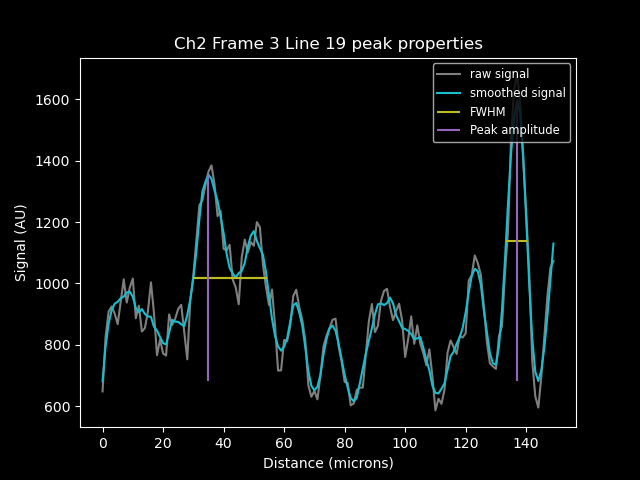 Ch2 Frame 3 Line 19 peak properties
raw signal
smoothed signal
FWHM
Peak amplitude
Signal (AU)
1600
1400
1200
1000
800
600
0 20 40 60 80 100 120 140
Distance (microns)